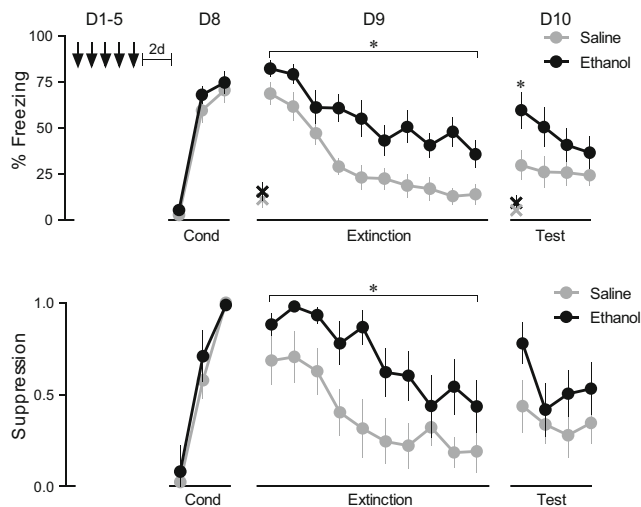 D1-5 D8 D9 D10
2d
*
Saline
Ethanol
*
100
75
50
25
0
% Freezing
Cond Extinction Test
Saline
Ethanol
*
1.0
0.5
0.0
Suppression
Cond Extinction Test